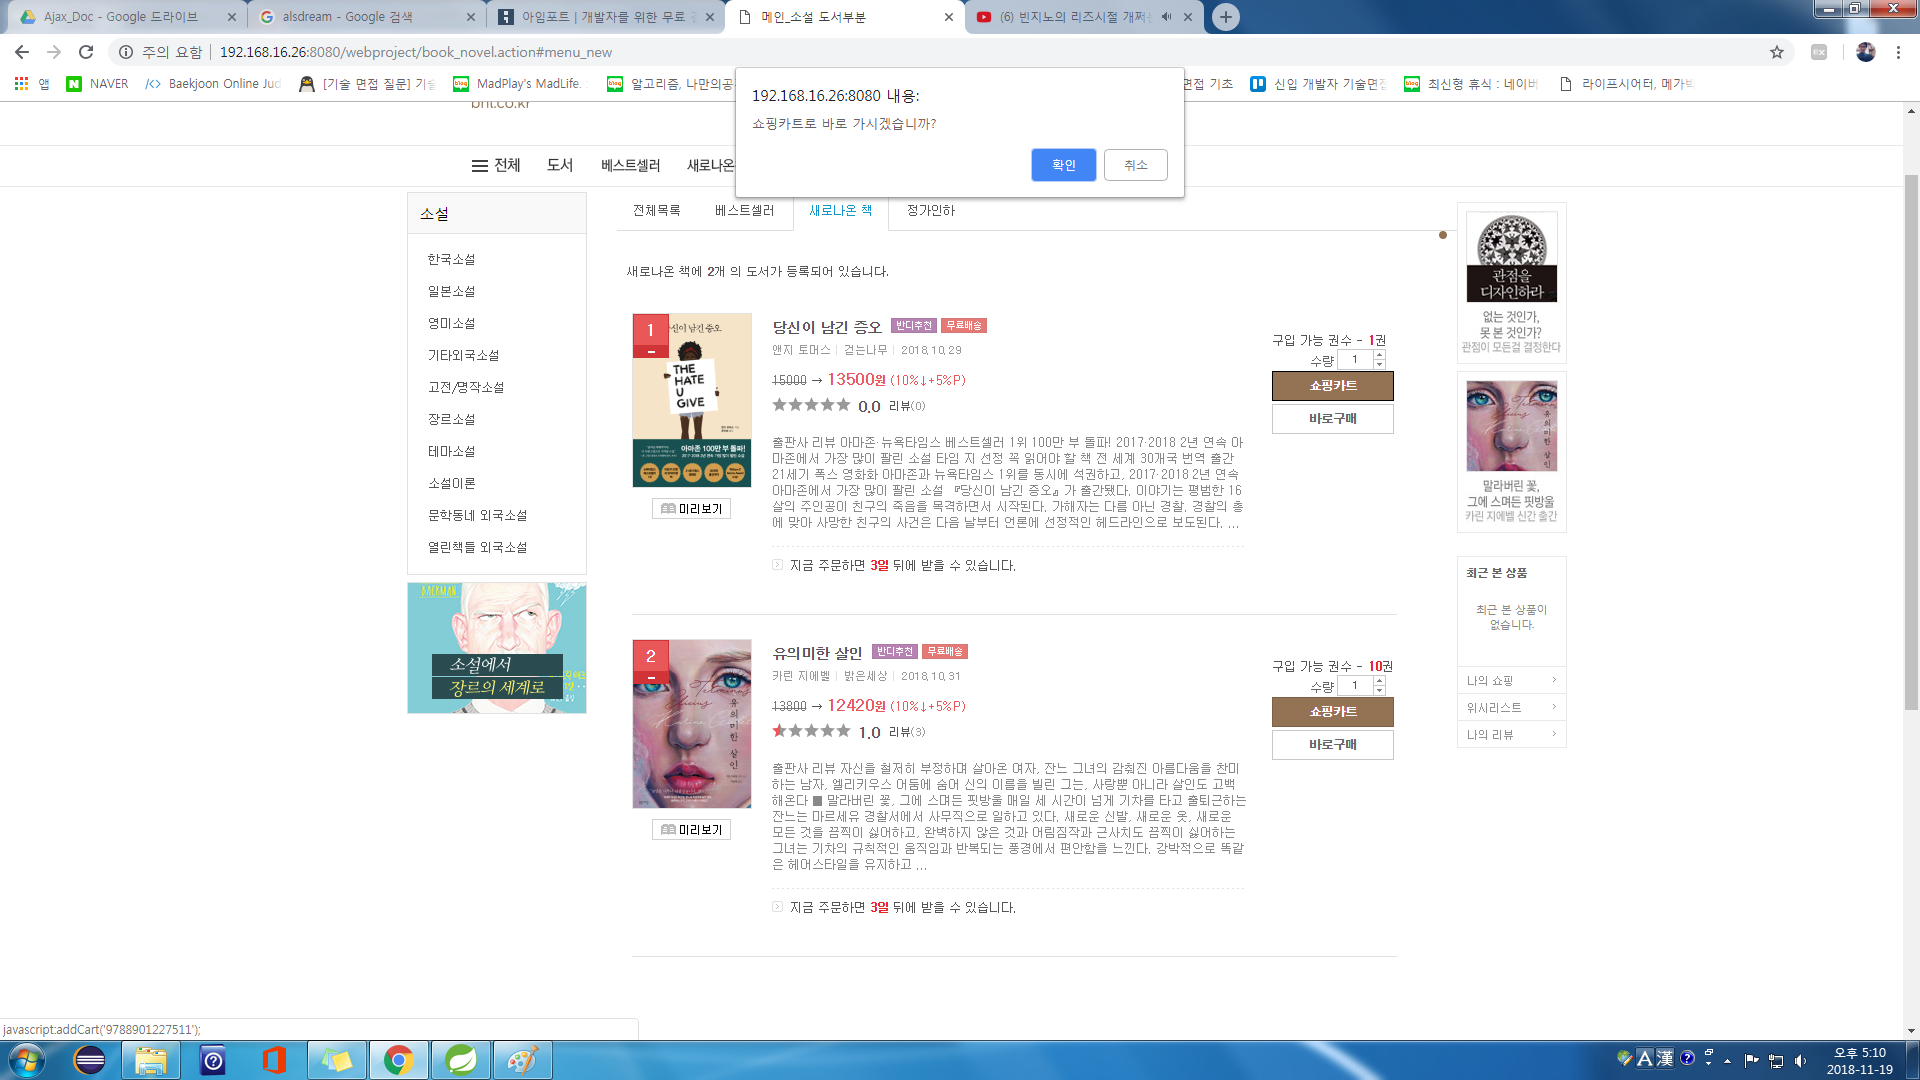 Ajax_Doc - Google 드라이브
alsdream - Google 검색
아임포트 | 개발자를 위한 무료
메인_소설 도서부분
(6) 빈지노의 리즈시절 개쩌는
주의 요함
192.168.16.26:8080/webproject/book_novel.action#menu_new
앱
NAVER
Baekjoon Online Jud
[기술 면접 질문] 기술
MadPlay's MadLife.
알고리즘, 나만의공
면접 기초
신입 개발자 기술면접
최신형 휴식 : 네이버
라이프시어터, 메가박
192.168.16.26:8080 내용:
쇼핑카트로 바로 가시겠습니까?
확인
취소
bnt.co.kr
전체
도서
베스트셀러
새로나온
소설
한국소설
일본소설
영미소설
기타외국소설
고전/명작소설
장르소설
테마소설
소설이론
문학동네 외국소설
열린책들 외국소설
BACKMAN
소설에서
장르의 세계로
전체목록
베스트셀러
새로나온 책
정가인하
새로나온 책에 2개 의 도서가 등록되어 있습니다.
1
당신이 남긴 증오
THE
HATE
U
GIVE
아마존 100만 부 돌파!
미리보기
당신이 남긴 증오 반디추천 무료배송
앤지 토머스 | 걷는나무 | 2018.10.29
15000 → 13500원 (10%↓+5%P)
0.0 리뷰(0)
출판사 리뷰 아마존·뉴욕타임스 베스트셀러 1위 100만 부 돌파! 2017·2018 2년 연속 아
마존에서 가장 많이 팔린 소설 타임 지 선정 꼭 읽어야 할 책 전 세계 30개국 번역 출간
21세기 폭스 영화화 아마존과 뉴욕타임스 1위를 동시에 석권하고, 2017·2018 2년 연속
아마존에서 가장 많이 팔린 소설 『당신이 남긴 증오』가 출간됐다. 이야기는 평범한 16
살의 주인공이 친구의 죽음을 목격하면서 시작된다. 가해자는 다름 아닌 경찰. 경찰의 총
에 맞아 사망한 친구의 사건은 다음 날부터 언론에 선정적인 헤드라인으로 보도된다. ...
지금 주문하면 3일 뒤에 받을 수 있습니다.
구입 가능 권수 - 1권
수량 1
쇼핑카트
바로구매
2
유의미한 살인
미리보기
유의미한 살인 반디추천 무료배송
카린 지에벨 | 밝은세상 | 2018.10.31
13800 → 12420원 (10%↓+5%P)
1.0 리뷰(3)
출판사 리뷰 자신을 철저히 부정하며 살아온 여자, 잔느 그녀의 감춰진 아름다움을 찬미
하는 남자, 엘리키우스 어둠에 숨어 신의 이름을 빌린 그는, 사랑뿐 아니라 살인도 고백
해온다 ■ 말라버린 꽃, 그에 스며든 핏방울 매일 세 시간이 넘게 기차를 타고 출퇴근하는
잔느는 마르세유 경찰서에서 사무직으로 일하고 있다. 새로운 신발, 새로운 옷, 새로운
모든 것을 끔찍이 싫어하고, 완벽하지 않은 것과 어림짐작과 근사치도 끔찍이 싫어하는
그녀는 기차의 규칙적인 움직임과 반복되는 풍경에서 편안함을 느낀다. 강박적으로 똑같
은 헤어스타일을 유지하고 ...
지금 주문하면 3일 뒤에 받을 수 있습니다.
구입 가능 권수 - 10권
수량 1
쇼핑카트
바로구매
관점을
디자인하라
없는 것인가,
못 본 것인가?
관점이 모든걸 결정한다
유의미한 살인
말라버린 꽃,
그에 스며든 핏방울
카린 지에벨 신간 출간
최근 본 상품
최근 본 상품이
없습니다.
나의 쇼핑
위시리스트
나의 리뷰
javascript:addCart('9788901227511');
A 漢
오후 5:10
2018-11-19